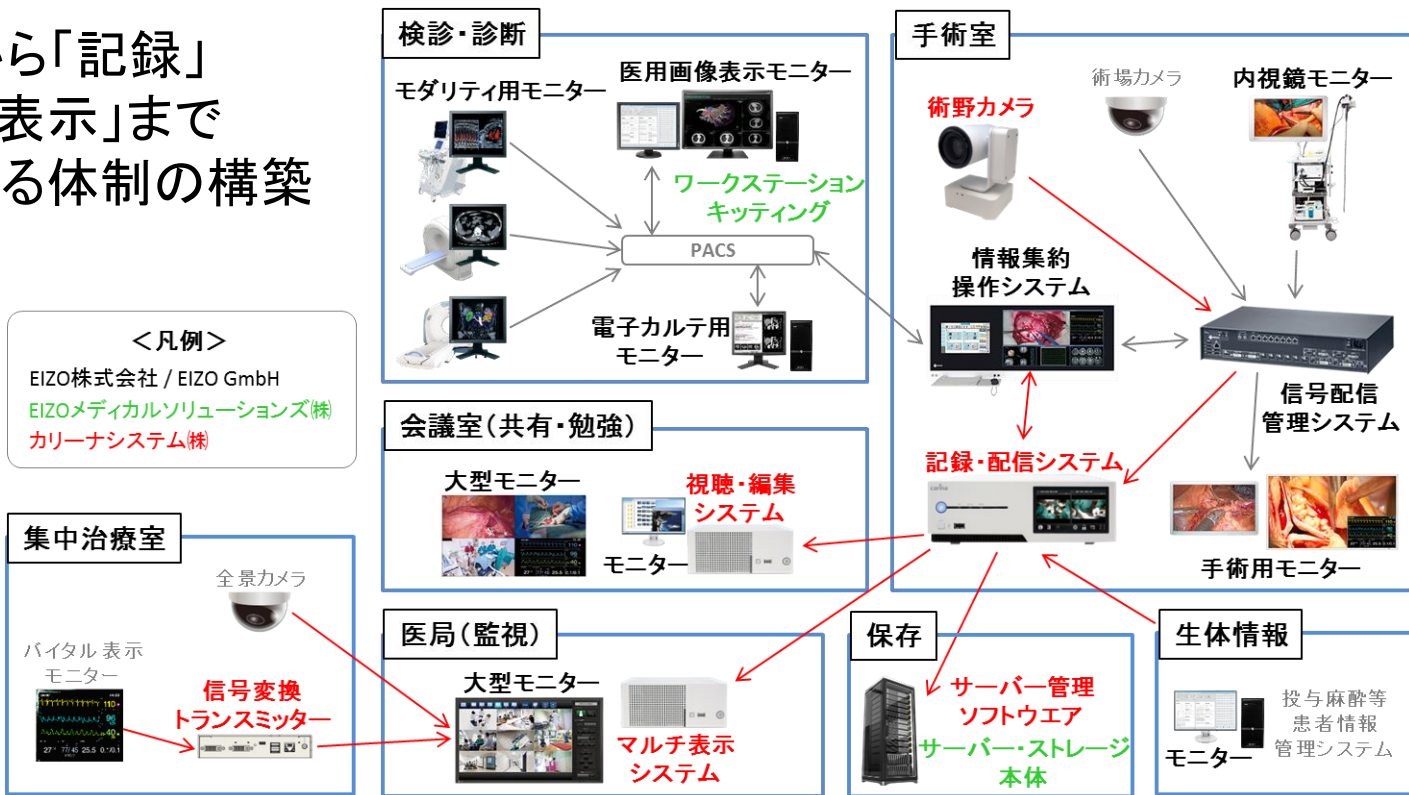 から「記録」
表示」まで
る体制の構築
<凡例>
EIZO株式会社 / EIZO GmbH
EIZOメディカルソリューションズ㈱
カリーナシステム㈱
検診・診断
モダリティ用モニター
医用画像表示モニター
ワークステーション
キッティング
PACS
電子カルテ用
モニター
手術室
術野カメラ
術場カメラ
内視鏡モニター
情報集約
操作システム
信号配信
管理システム
記録・配信システム
手術用モニター
会議室(共有・勉強)
大型モニター
視聴・編集
システム
モニター
集中治療室
全景カメラ
バイタル表示
モニター
信号変換
トランスミッター
医局(監視)
大型モニター
マルチ表示
システム
保存
サーバー管理
ソフトウエア
サーバー・ストレージ
本体
生体情報
モニター
投与麻酔等
患者情報
管理システム